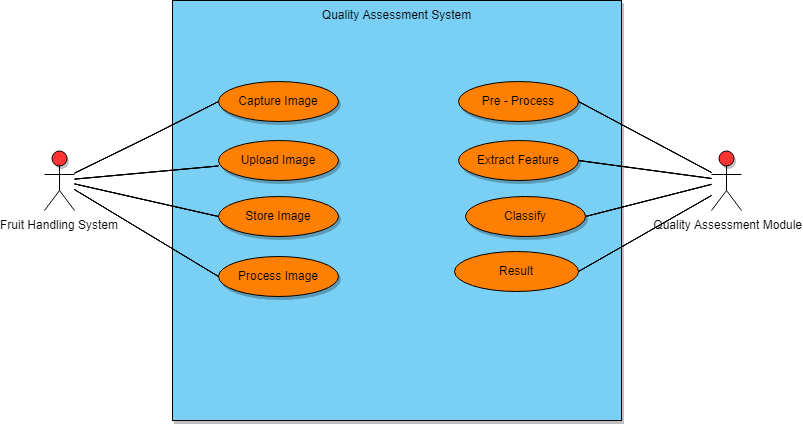 Quality Assessment System
Capture Image
Pre - Process
Upload Image
Extract Feature
Store Image
Classify
Fruit Handling System
Quality Assessment Module
Process Image
Result